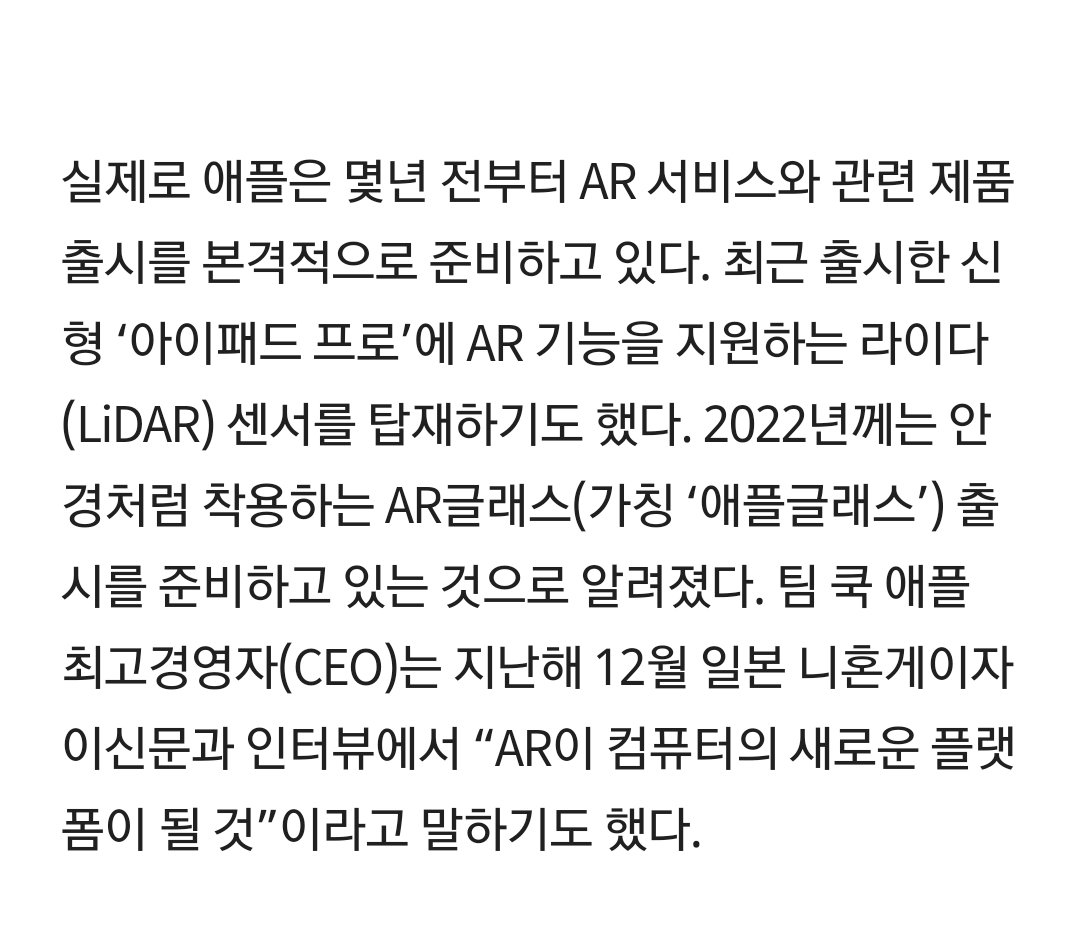 실제로 애플은 몇년 전부터 AR 서비스와 관련 제품
출시를 본격적으로 준비하고 있다. 최근 출시한 신
형 ‘아이패드 프로’에 AR 기능을 지원하는 라이다
(LiDAR) 센서를 탑재하기도 했다. 2022년께는 안
경처럼 착용하는 AR글래스(가칭 ‘애플글래스’) 출
시를 준비하고 있는 것으로 알려졌다. 팀 쿡 애플
최고경영자(CEO)는 지난해 12월 일본 니혼게이자
이신문과 인터뷰에서 “AR이 컴퓨터의 새로운 플랫
폼이 될 것”이라고 말하기도 했다.